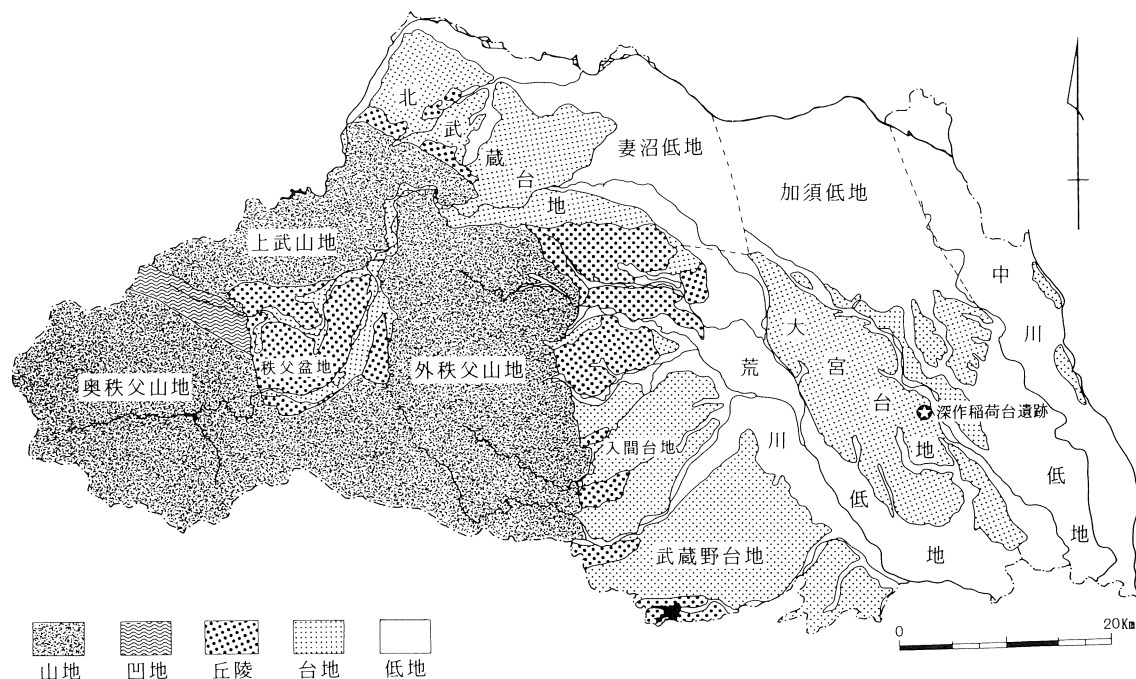 北武蔵台地
妻沼低地
加須低地
上武山地
中川低地
大宮台地
荒川低地
秩父盆地
外秩父山地
奥秩父山地
深作稲荷台遺跡
入間台地
武蔵野台地
0 20Km
山地 凹地 丘陵 台地 低地